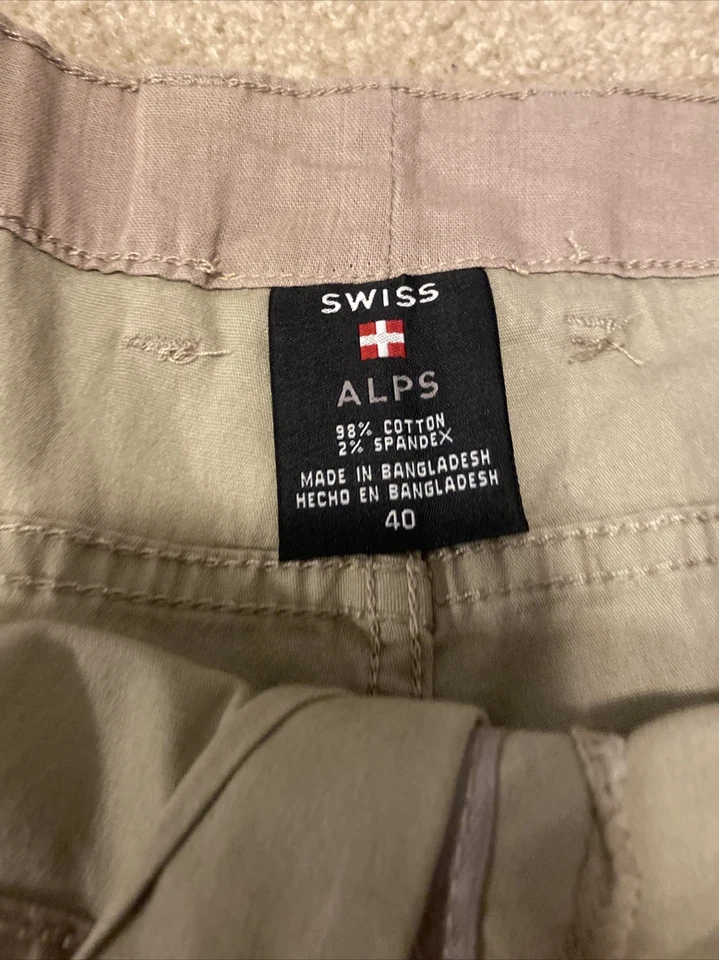 SWISS
ALPS
98% COTTON
2% SPANDEX
MADE IN BANGLADESH
HECHO EN BANGLADESH
40